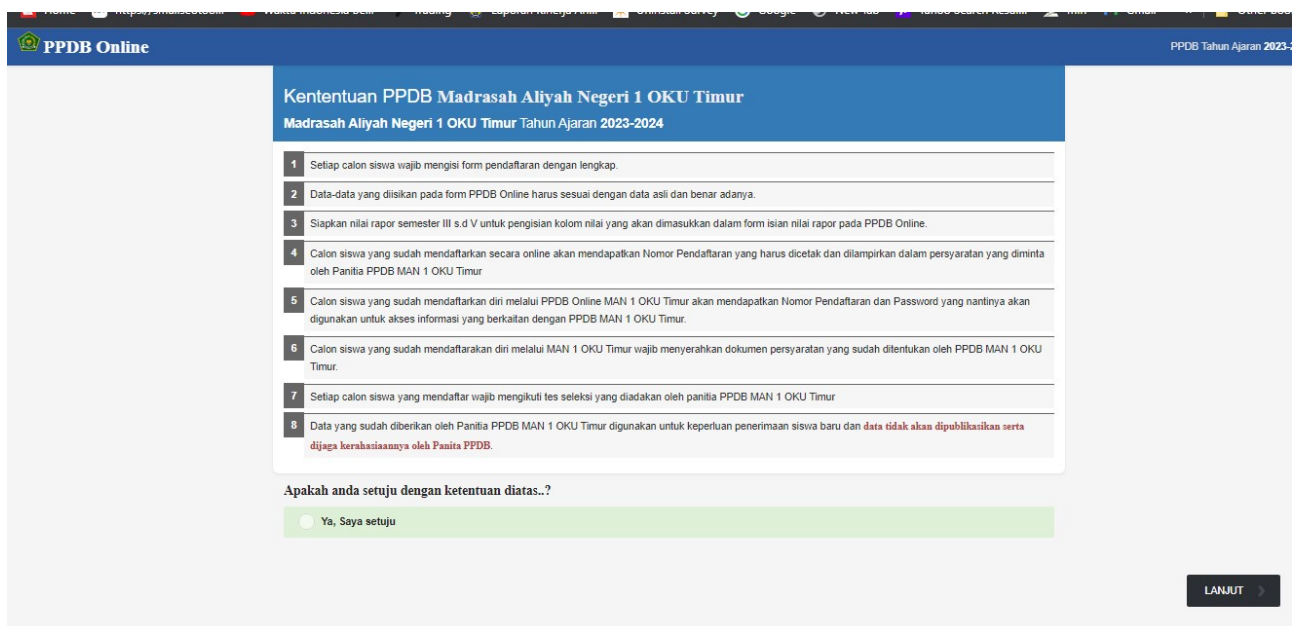 PPDB Online
PPDB Tahun Ajaran 2023-
Kententuan PPDB Madrasah Aliyah Negeri 1 OKU Timur
Madrasah Aliyah Negeri 1 OKU Timur Tahun Ajaran 2023-2024
1 Setiap calon siswa wajib mengisi form pendaftaran dengan lengkap.
2 Data-data yang diisikan pada form PPDB Online harus sesuai dengan data asli dan benar adanya.
3 Siapkan nilai rapor semester III s.d V untuk pengisian kolom nilai yang akan dimasukkan dalam form isian nilai rapor pada PPDB Online.
4 Calon siswa yang sudah mendaftarkan secara online akan mendapatkan Nomor Pendaftaran yang harus dicetak dan dilampirkan dalam persyaratan yang diminta
oleh Panitia PPDB MAN 1 OKU Timur
5 Calon siswa yang sudah mendaftarkan diri melalui PPDB Online MAN 1 OKU Timur akan mendapatkan Nomor Pendaftaran dan Password yang nantinya akan
digunakan untuk akses informasi yang berkaitan dengan PPDB MAN 1 OKU Timur.
6 Calon siswa yang sudah mendaftarakan diri melalui MAN 1 OKU Timur wajib menyerahkan dokumen persyaratan yang sudah ditentukan oleh PPDB MAN 1 OKU
Timur.
7 Setiap calon siswa yang mendaftar wajib mengikuti tes seleksi yang diadakan oleh panitia PPDB MAN 1 OKU Timur
8 Data yang sudah diberikan oleh Panitia PPDB MAN 1 OKU Timur digunakan untuk keperluan penerimaan siswa baru dan data tidak akan dipublikasikan serta
dijaga kerahasiaannya oleh Panita PPDB.
Apakah anda setuju dengan ketentuan diatas..?
Ya, Saya setuju
LANJUT